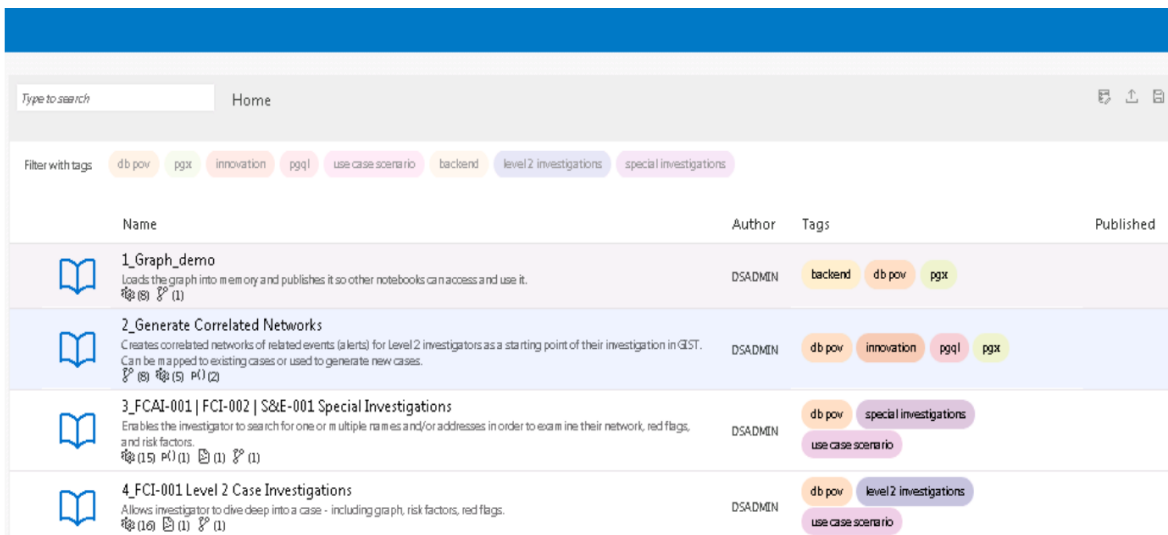 Type to search
Home
Filter with tags
db pov
pgx
innovation
pgql
use case scenario
backend
level 2 investigations
special investigations
Name
Author
Tags
Published
1_Graph_demo
Loads the graph into memory and publishes it so other notebooks can access and use it.
(8) (1)
DSADMIN
backend
db pov
pgx
2_Generate Correlated Networks
Creates correlated networks of related events (alerts) for Level 2 investigators as a starting point of their investigation in GIST.
Can be mapped to existing cases or used to generate new cases.
(8) (5) P() (2)
DSADMIN
db pov
innovation
pgql
pgx
3_FCAI-001 | FCI-002 | S&E-001 Special Investigations
Enables the investigator to search for one or multiple names and/or addresses in order to examine their network, red flags,
and risk factors.
(15) P() (1) (1) (1)
DSADMIN
db pov
special investigations
use case scenario
4_FCI-001 Level 2 Case Investigations
Allows investigator to dive deep into a case - including graph, risk factors, red flags.
(16) (1) (1)
DSADMIN
db pov
level 2 investigations
use case scenario